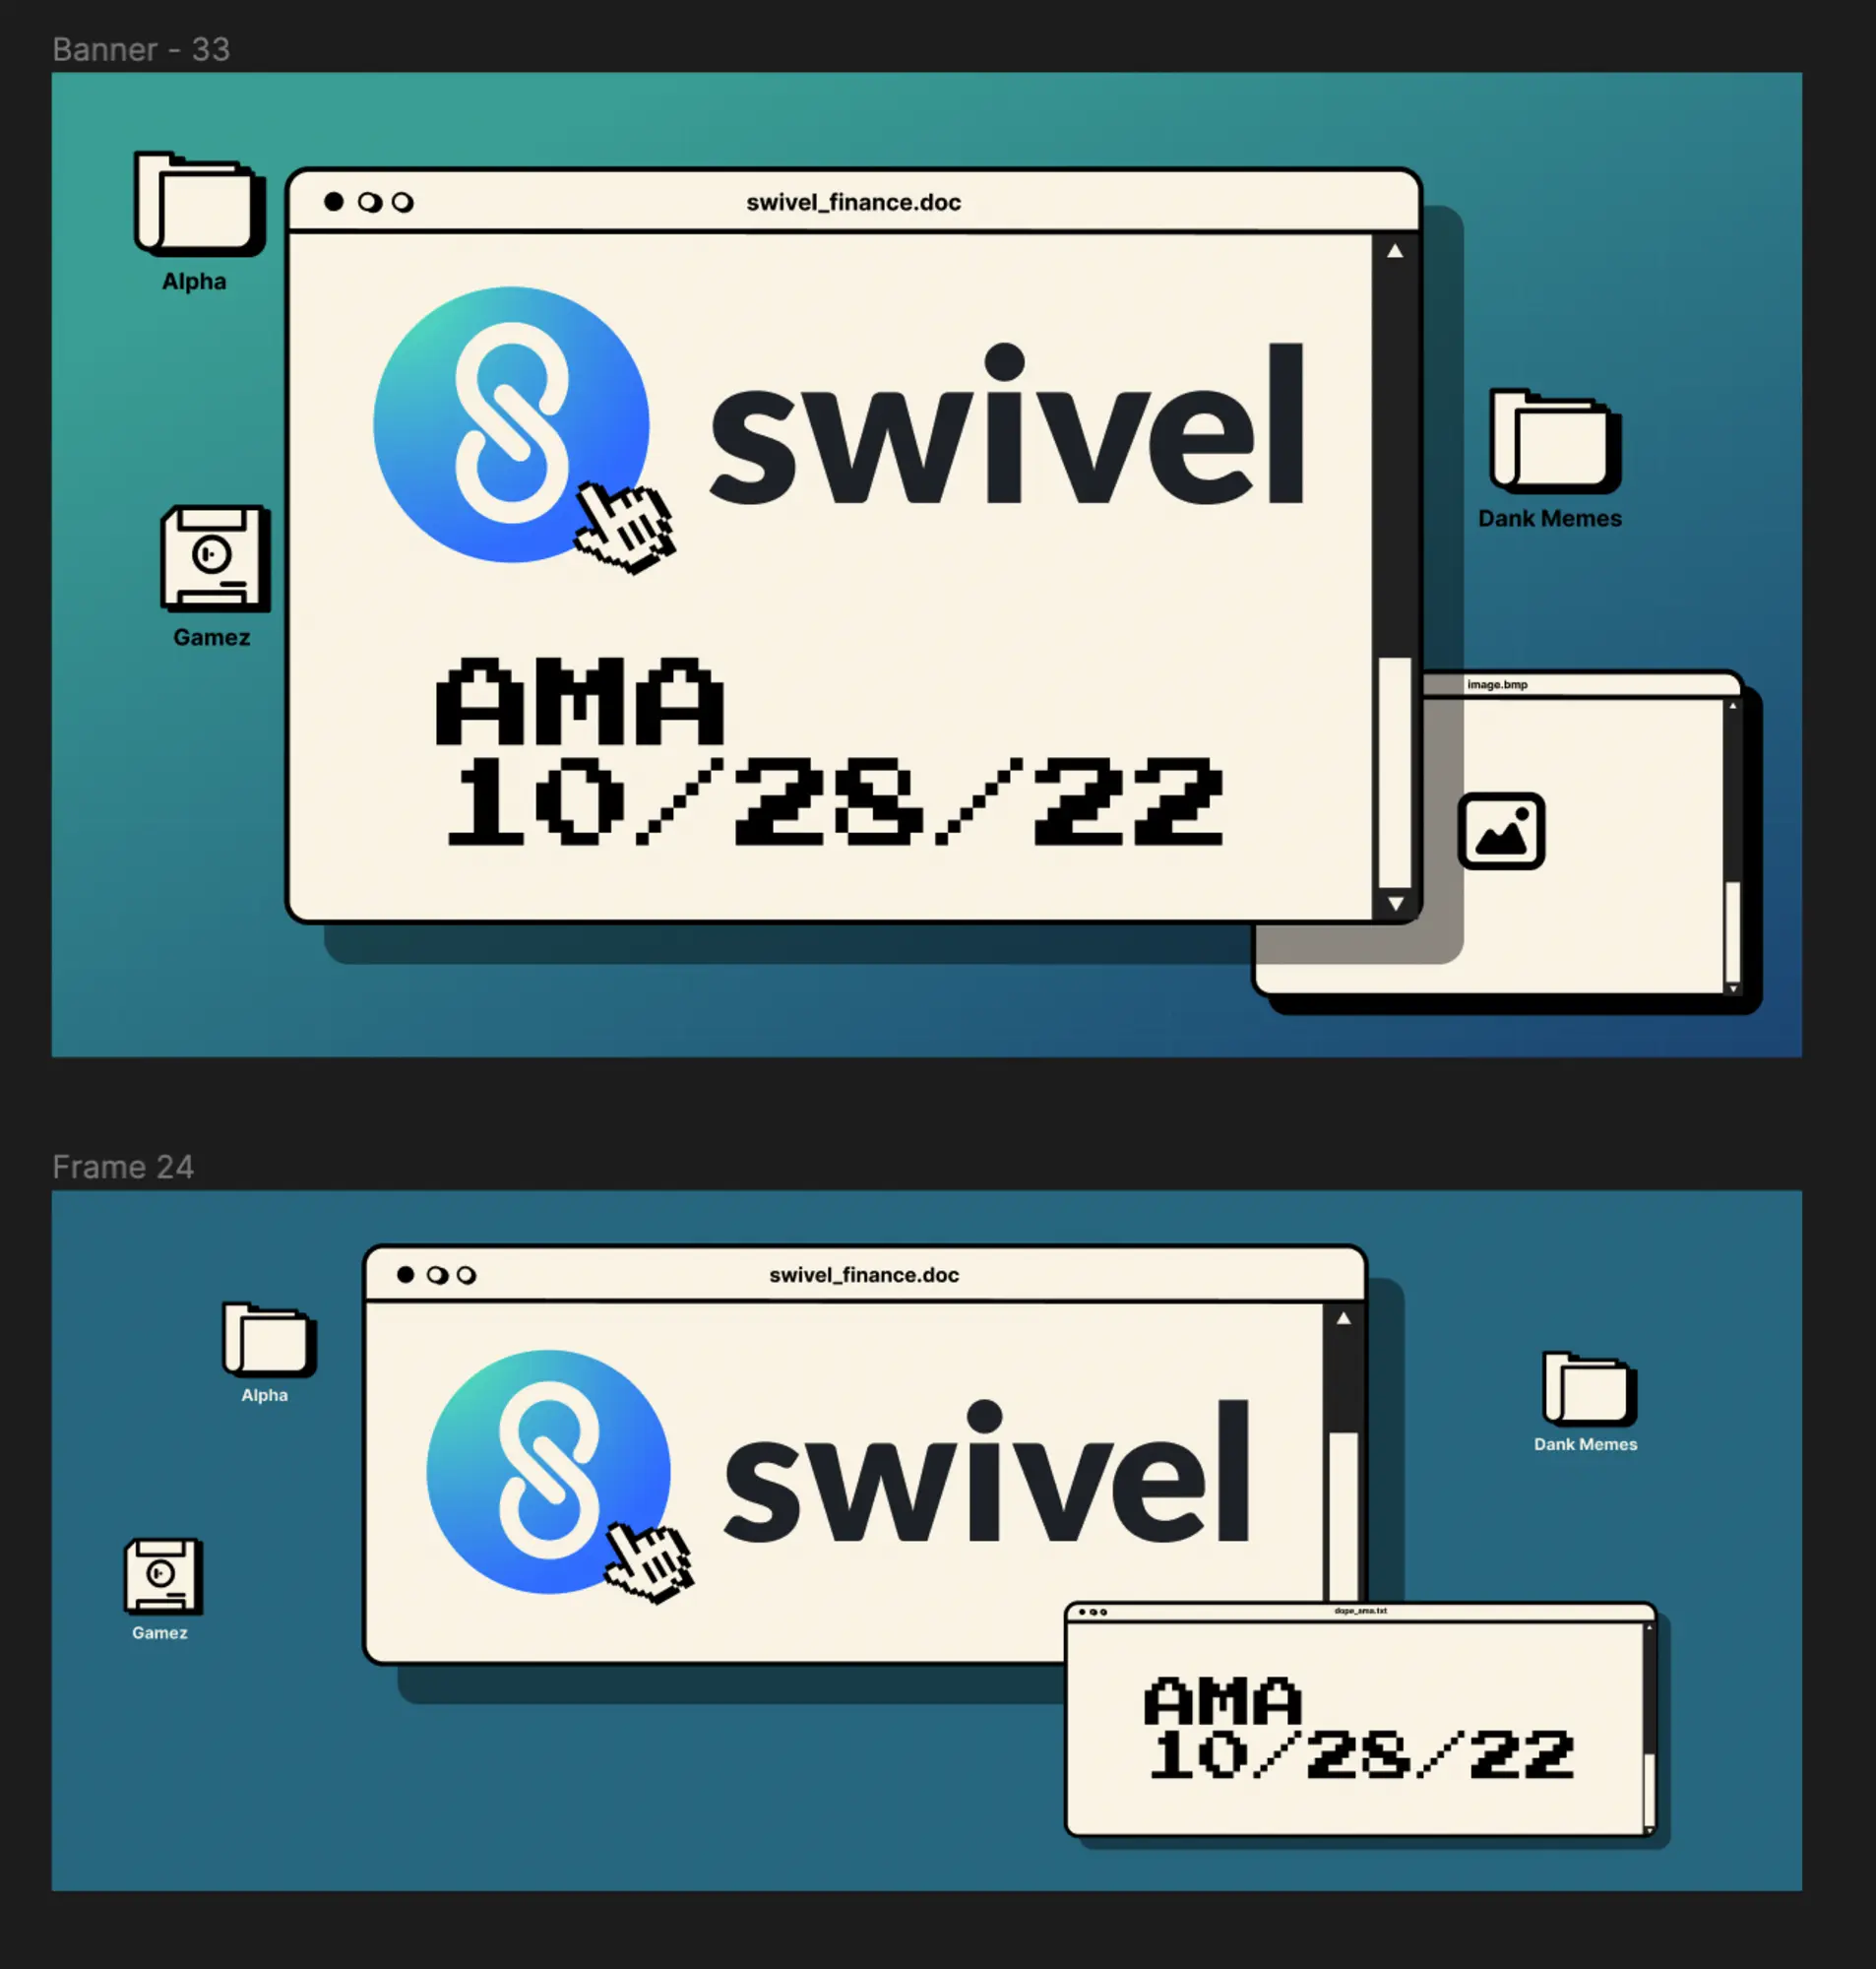 Banner - 33
Alpha
swivel_finance.doc
swivel
Dank Memes
Gamez
AMA
10/28/22
image.bmp
Frame 24
swivel_finance.doc
Alpha
swivel
Dank Memes
Gamez
dope_ama.txt
AMA
10/28/22